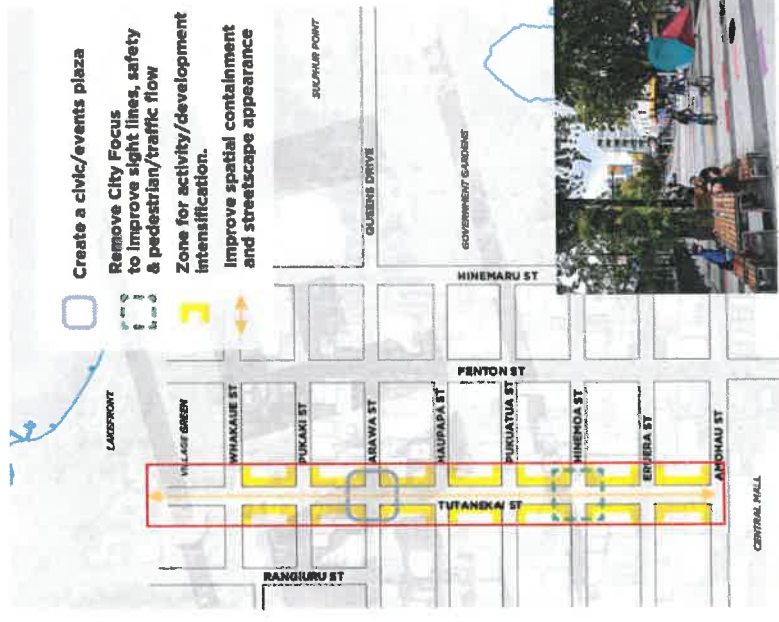 Create a civic/events plaza
Remove City Focus
to improve sight lines, safety
& pedestrian/traffic flow
Zone for activity/development
intensification.
Improve spatial containment
and streetscape appearance
SULPHUR POINT
QUEENS DRIVE
GOVERNMENT GARDENS
HINEMARU ST
LAKEFRONT
FENTON ST
VILLAGE GREEN
WHAKAUE ST
PUKAKI ST
ARAWA ST
HAUPAPA ST
PUKUATUA ST
HINEMOA ST
ERUERA ST
AMOHAU ST
TUTANEKAI ST
CENTRAL MALL
RANGIURU ST